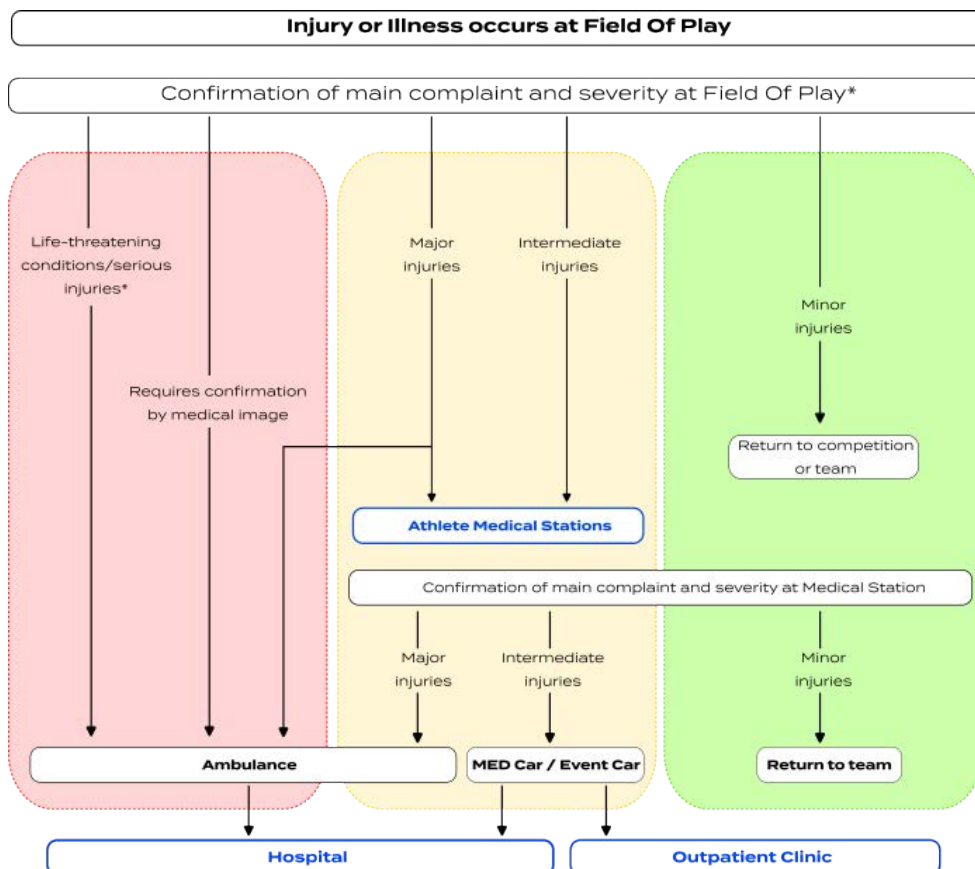 Injury or Illness occurs at Field Of Play
Confirmation of main complaint and severity at Field Of Play*
Life-threatening
conditions/serious
injuries*
Major
injuries
Intermediate
injuries
Minor
injuries
Requires confirmation
by medical image
Return to competition
or team
Athlete Medical Stations
Confirmation of main complaint and severity at Medical Station
Major
injuries
Intermediate
injuries
Minor
injuries
Ambulance
MED Car / Event Car
Return to team
Hospital
Outpatient Clinic